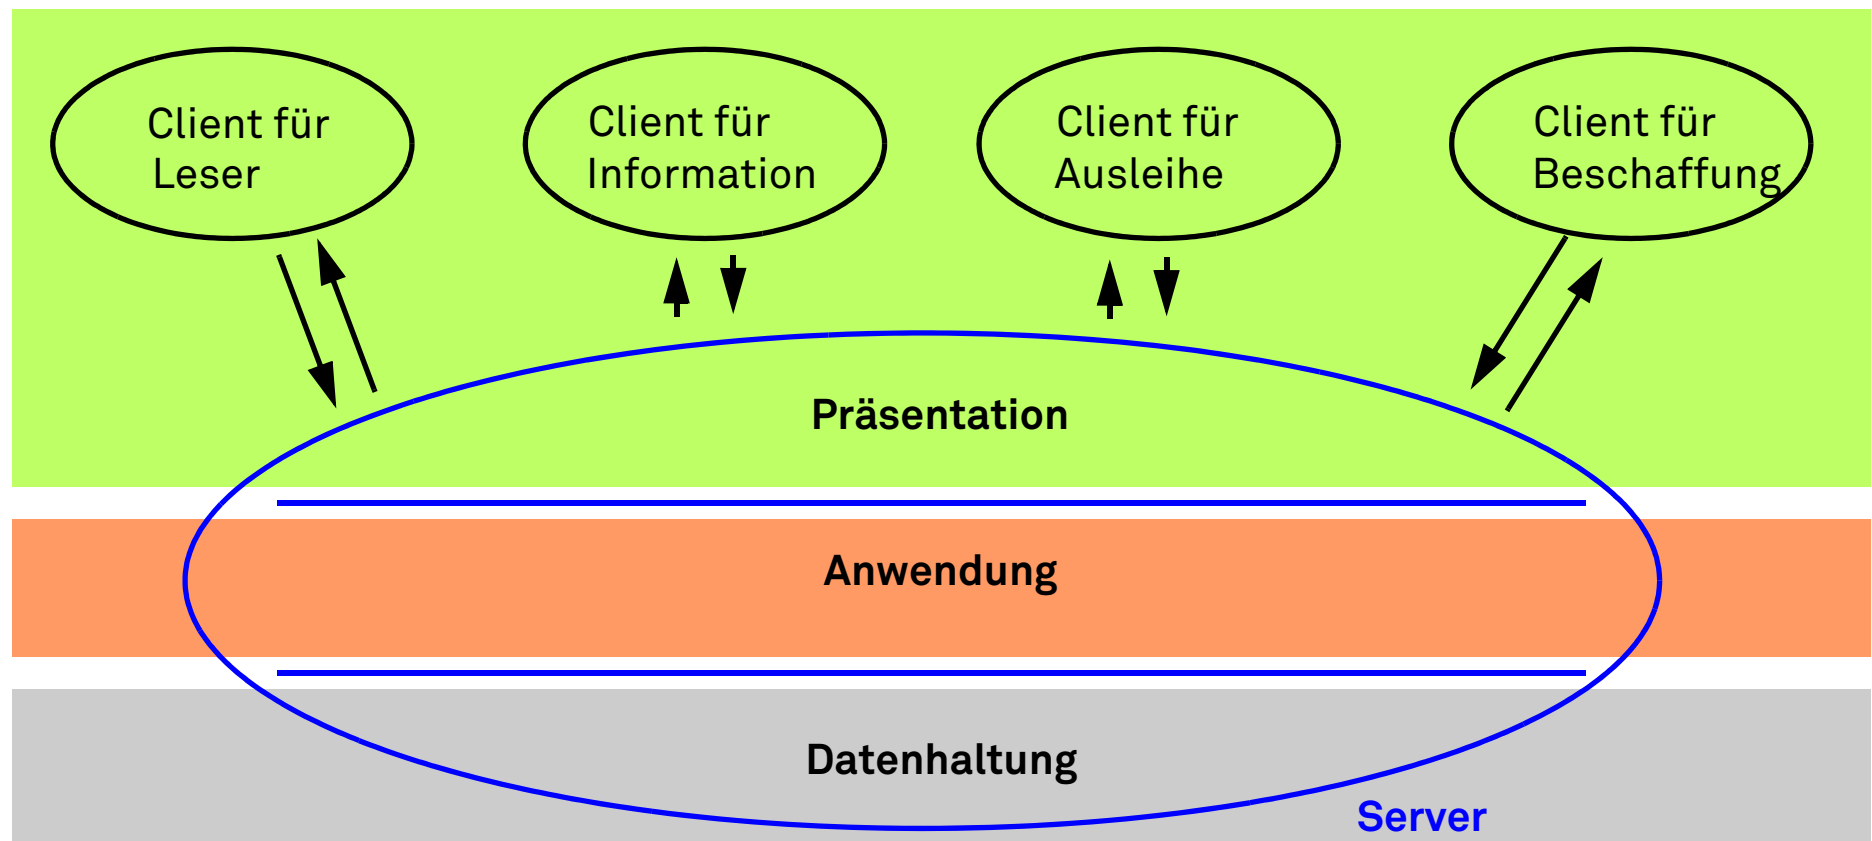 Client für
Leser
Client für
Information
Client für
Ausleihe
Client für
Beschaffung
Präsentation
Anwendung
Datenhaltung
Server